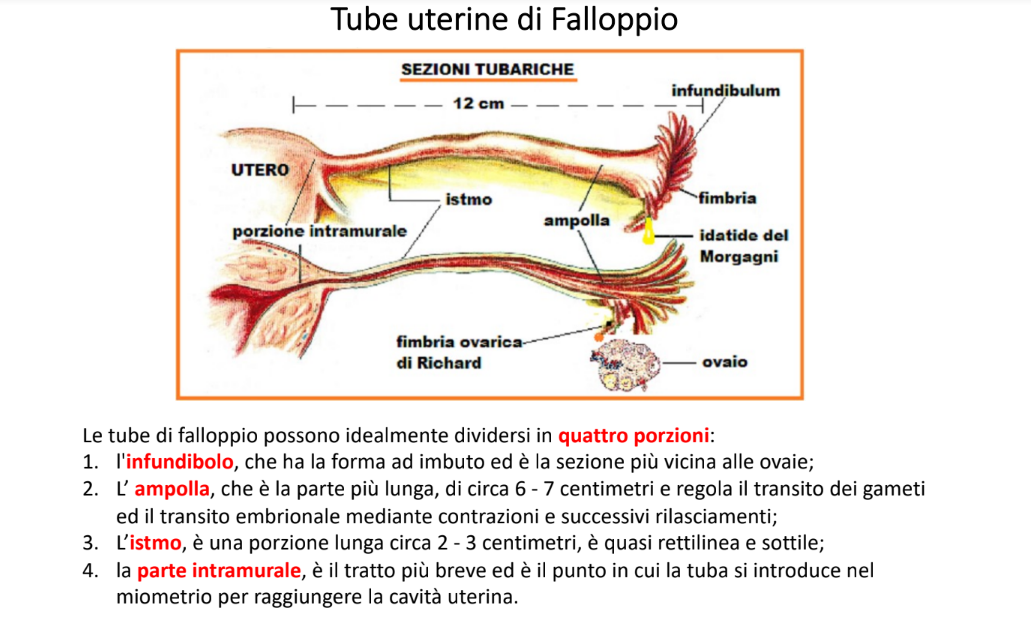 Tube uterine di Falloppio
SEZIONI TUBARICHE
infundibulum
12 cm
UTERO
istmo
fimbria
ampolla
porzione intramurale
idatide del
Morgagni
fimbria ovarica
di Richard
ovaio
Le tube di falloppio possono idealmente dividersi in quattro porzioni:
1. l'infundibolo, che ha la forma ad imbuto ed è la sezione più vicina alle ovaie;
2. L’ ampolla, che è la parte più lunga, di circa 6 - 7 centimetri e regola il transito dei gameti
ed il transito embrionale mediante contrazioni e successivi rilasciamenti;
3. L’istmo, è una porzione lunga circa 2 - 3 centimetri, è quasi rettilinea e sottile;
4. la parte intramurale, è il tratto più breve ed è il punto in cui la tuba si introduce nel
miometrio per raggiungere la cavità uterina.